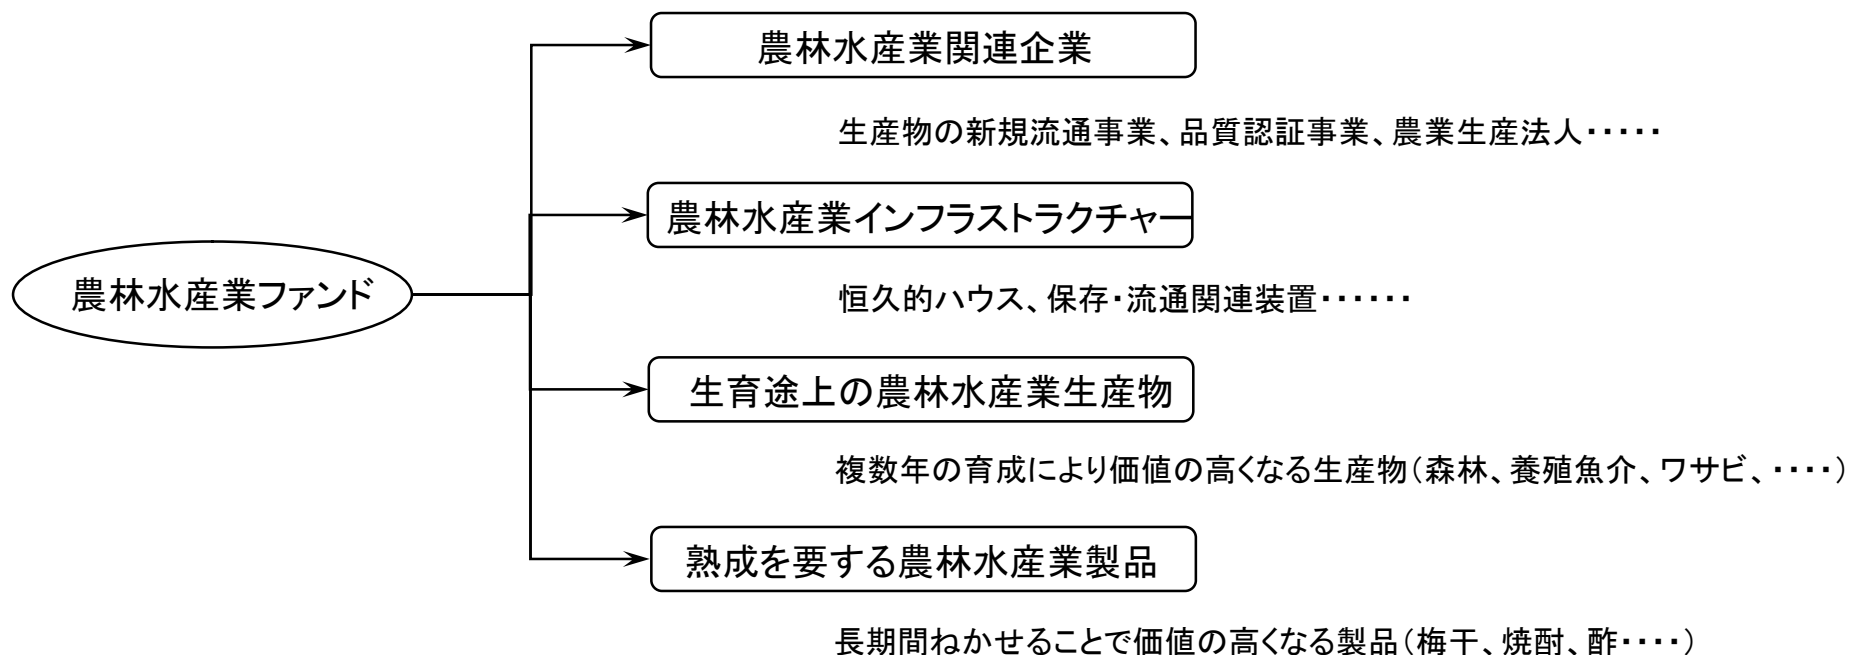 農林水産業関連企業
生産物の新規流通事業、品質認証事業、農業生産法人・・・・・
農林水産業インフラストラクチャー
農林水産業ファンド
恒久的ハウス、保存・流通関連装置・・・・・・
生育途上の農林水産業生産物
複数年の育成により価値の高くなる生産物（森林、養殖魚介、ワサビ、・・・・）
熟成を要する農林水産業製品
長期間ねかせることで価値の高くなる製品（梅干、焼酎、酢・・・・）